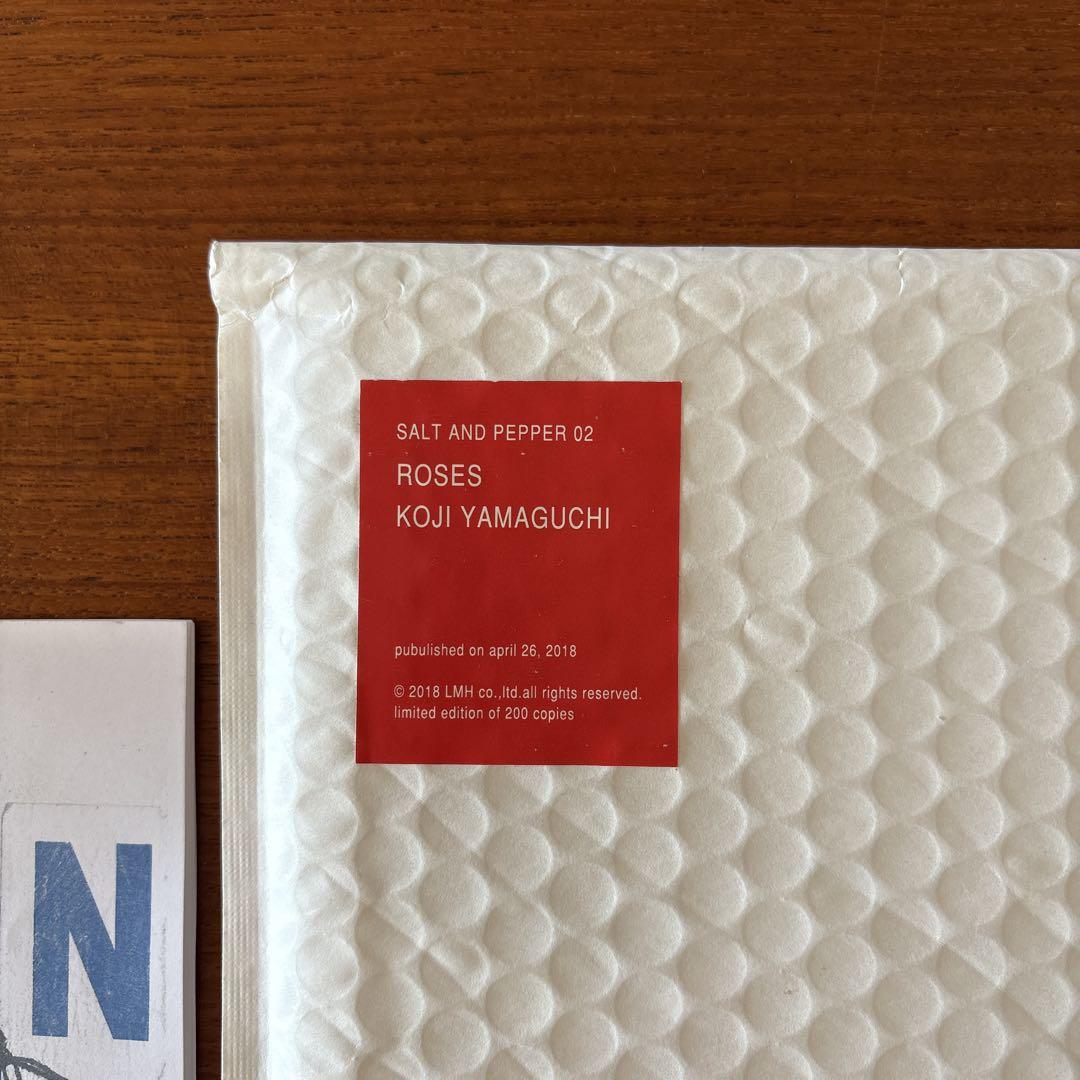 SALT AND PEPPER 02
ROSES
KOJI YAMAGUCHI
pubulished on april 26, 2018
© 2018 LMH co.,ltd.all rights reserved.
limited edition of 200 copies
N